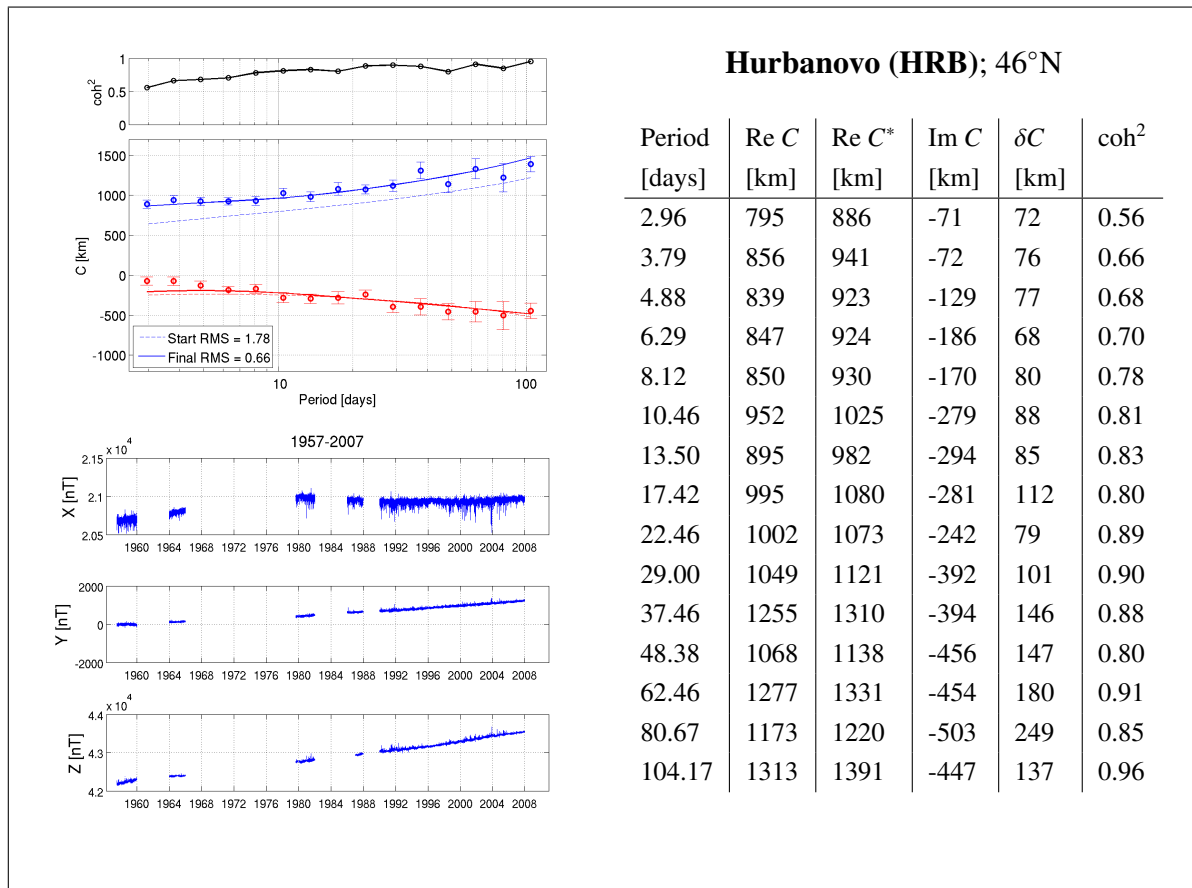 1
0.5
0
coh²
1500
1000
500
0
-500
-1000
C [km]
Start RMS = 1.78
Final RMS = 0.66
10
100
Period [days]
1957-2007
x 10⁴
2.15
2.1
2.05
X [nT]
1960 1964 1968 1972 1976 1980 1984 1988 1992 1996 2000 2004 2008
2000
0
-2000
Y [nT]
1960 1964 1968 1972 1976 1980 1984 1988 1992 1996 2000 2004 2008
x 10⁴
4.4
4.3
4.2
Z [nT]
1960 1964 1968 1972 1976 1980 1984 1988 1992 1996 2000 2004 2008
Hurbanovo (HRB); 46°N
Period Re C Re C* Im C δC coh²
[days] [km] [km] [km] [km]
2.96 795 886 -71 72 0.56
3.79 856 941 -72 76 0.66
4.88 839 923 -129 77 0.68
6.29 847 924 -186 68 0.70
8.12 850 930 -170 80 0.78
10.46 952 1025 -279 88 0.81
13.50 895 982 -294 85 0.83
17.42 995 1080 -281 112 0.80
22.46 1002 1073 -242 79 0.89
29.00 1049 1121 -392 101 0.90
37.46 1255 1310 -394 146 0.88
48.38 1068 1138 -456 147 0.80
62.46 1277 1331 -454 180 0.91
80.67 1173 1220 -503 249 0.85
104.17 1313 1391 -447 137 0.96